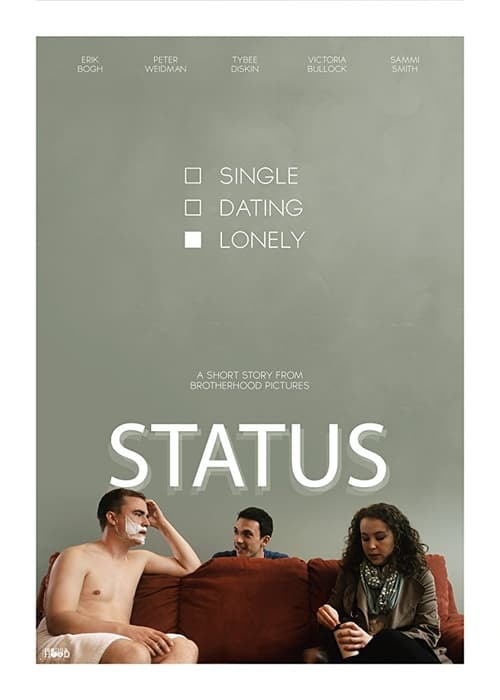 ERIK PETER TYBEE VICTORIA SAMMI
BOGH WEIDMAN DISKIN BULLOCK SMITH
SINGLE
DATING
LONELY
A SHORT STORY FROM
BROTHERHOOD PICTURES
STATUS